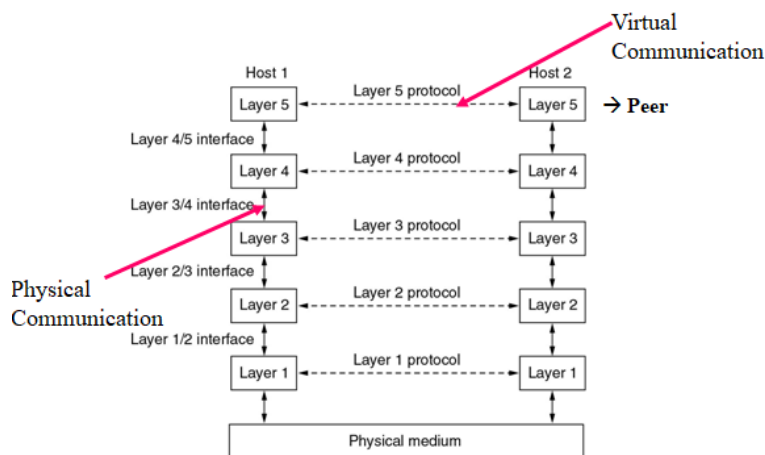 Virtual
Communication
Host 1
Host 2
Layer 5 protocol
Layer 5
Layer 5
→ Peer
Layer 4/5 interface
Layer 4 protocol
Layer 4
Layer 4
Layer 3/4 interface
Layer 3 protocol
Layer 3
Layer 3
Layer 2/3 interface
Physical
Communication
Layer 2 protocol
Layer 2
Layer 2
Layer 1/2 interface
Layer 1 protocol
Layer 1
Layer 1
Physical medium